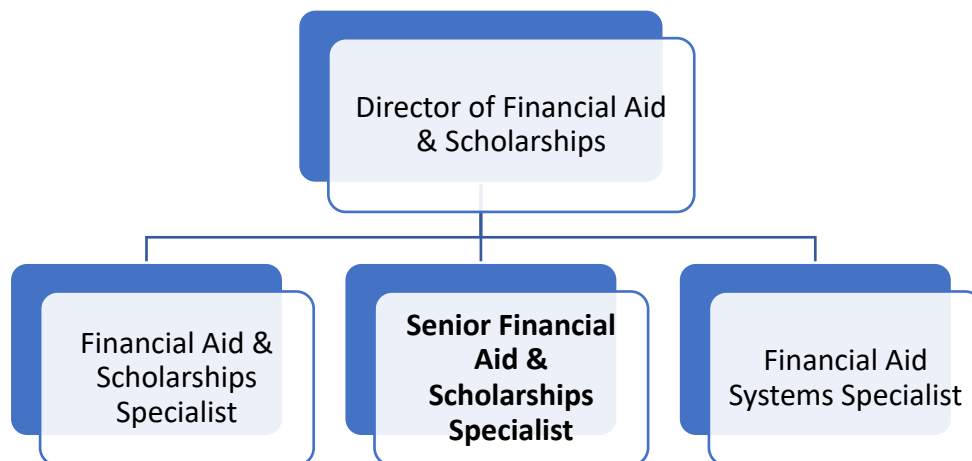 Director of Financial Aid
& Scholarships
Financial Aid &
Scholarships
Specialist
Senior Financial
Aid &
Scholarships
Specialist
Financial Aid
Systems Specialist